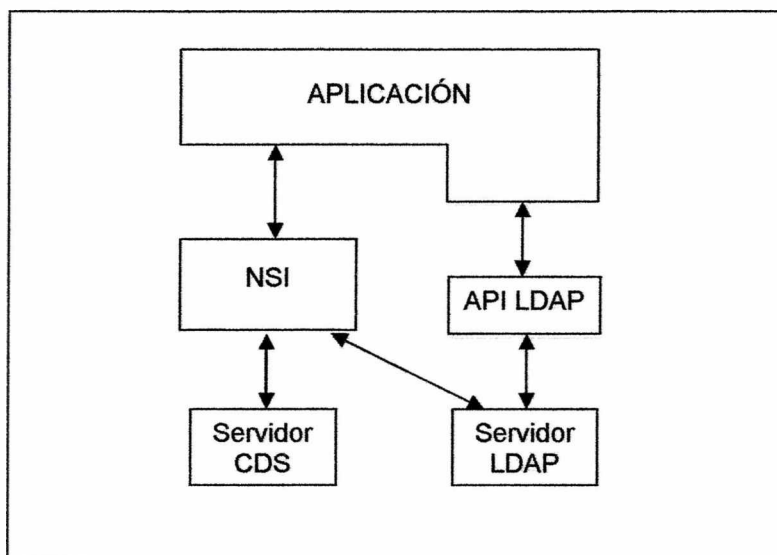 APLICACIÓN
NSI
API LDAP
Servidor
CDS
Servidor
LDAP